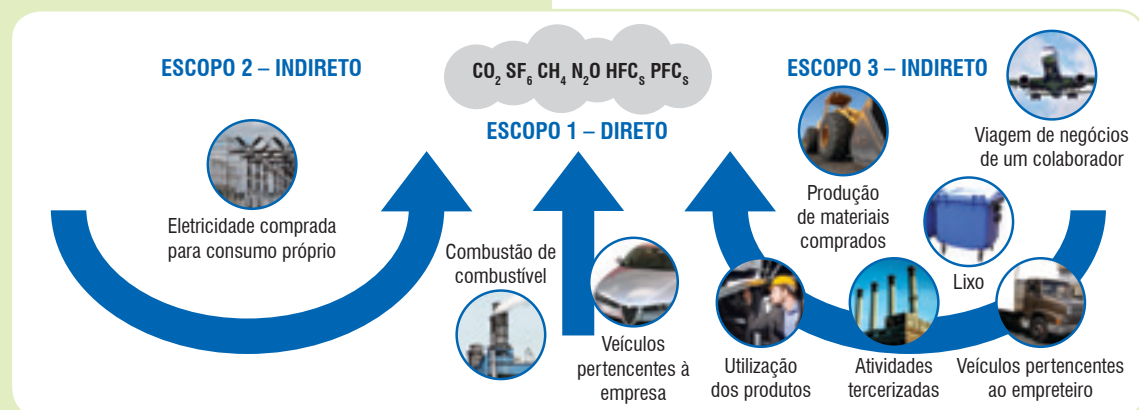 ESCOPO 2 – INDIRETO
Eletricidade comprada
para consumo próprio
CO₂ SF₆ CH₄ N₂O HFCₛ PFCₛ
ESCOPO 1 – DIRETO
Combustão de
combustível
Veículos
pertencentes à
empresa
ESCOPO 3 – INDIRETO
Viagem de negócios
de um colaborador
Produção
de materiais
comprados
Lixo
Utilização
dos produtos
Atividades
tercerizadas
Veículos pertencentes
ao empreteiro